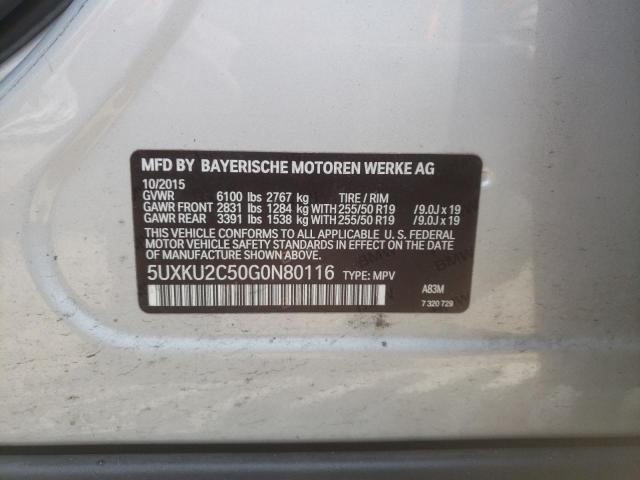 MFD BY BAYERISCHE MOTOREN WERKE AG
10/2015
GVWR 6100 lbs 2767 kg TIRE / RIM
GAWR FRONT 2831 lbs 1284 kg WITH 255/50 R19 /9.0J x 19
GAWR REAR 3391 lbs 1538 kg WITH 255/50 R19 /9.0J x 19
THIS VEHICLE CONFORMS TO ALL APPLICABLE U.S. FEDERAL
MOTOR VEHICLE SAFETY STANDARDS IN EFFECT ON THE DATE OF
MANUFACTURE SHOWN ABOVE.
5UXKU2C50G0N80116 TYPE: MPV
A83M
7 320 729